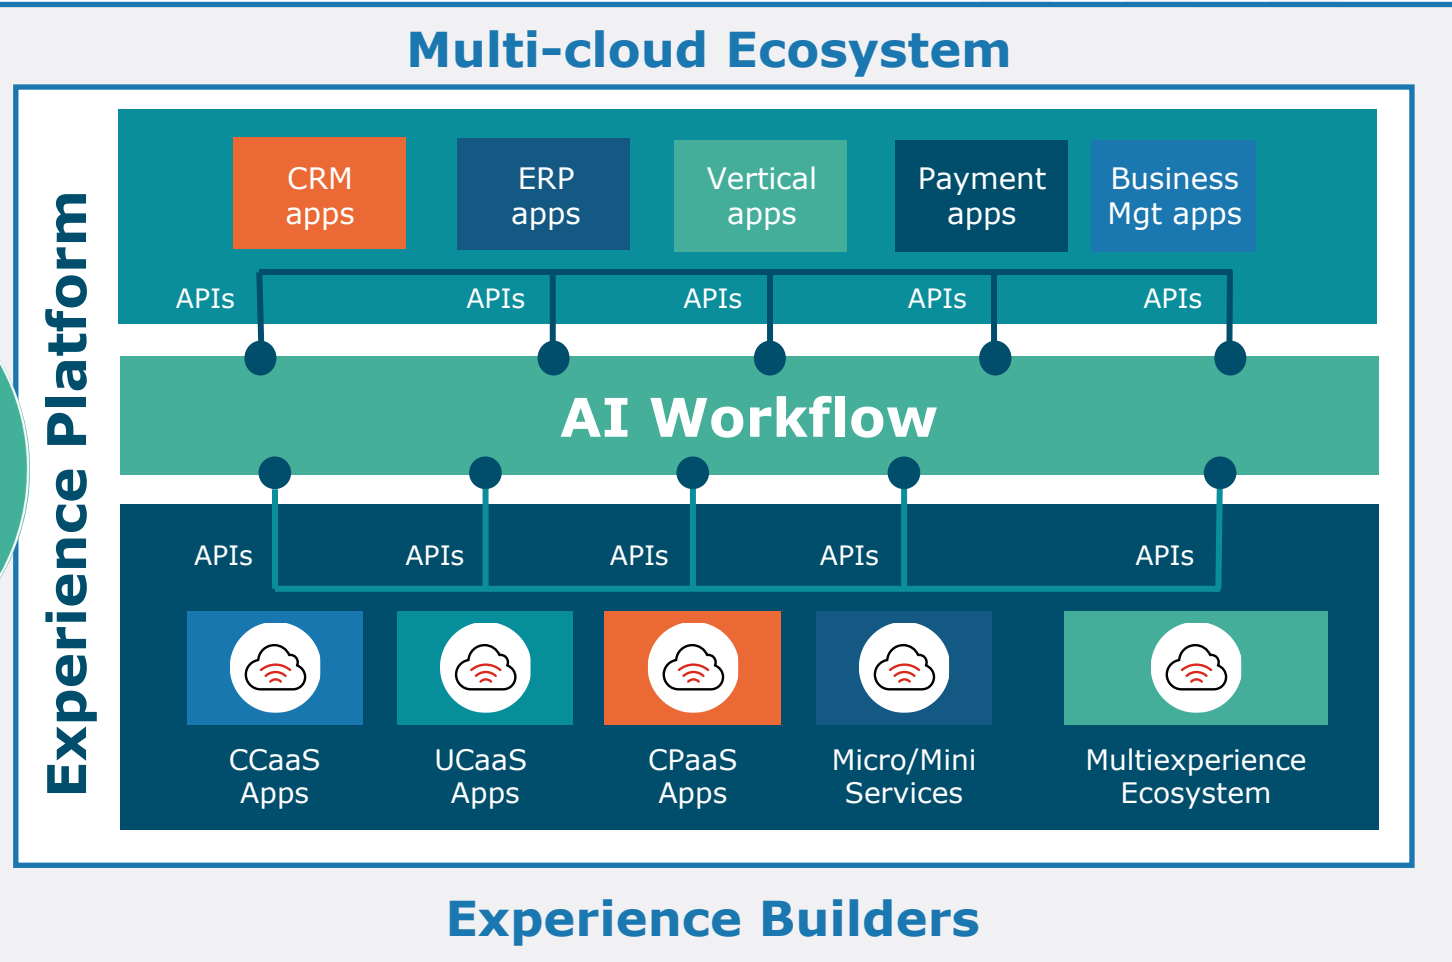 Multi-cloud Ecosystem
Experience Platform
CRM
apps
ERP
apps
Vertical
apps
Payment
apps
Business
Mgt apps
APIs
APIs
APIs
APIs
APIs
AI Workflow
APIs
APIs
APIs
APIs
APIs
CCaaS
Apps
UCaaS
Apps
CPaaS
Apps
Micro/Mini
Services
Multiexperience
Ecosystem
Experience Builders